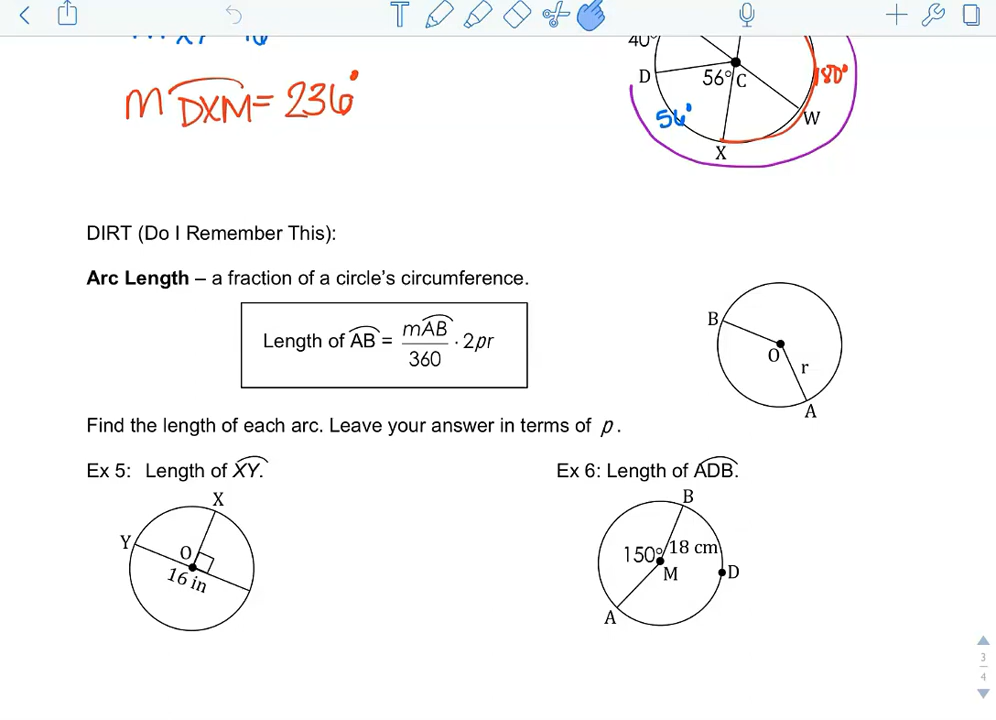 40°
D
56°
C
180°
m DXM = 236°
56°
W
X
DIRT (Do I Remember This):
Arc Length – a fraction of a circle's circumference.
Length of AB = mAB/360 · 2pr
B
O
r
A
Find the length of each arc. Leave your answer in terms of p.
Ex 5: Length of XY.
Ex 6: Length of ADB.
X
Y
O
16 in
B
150°
18 cm
M
D
A
3
4